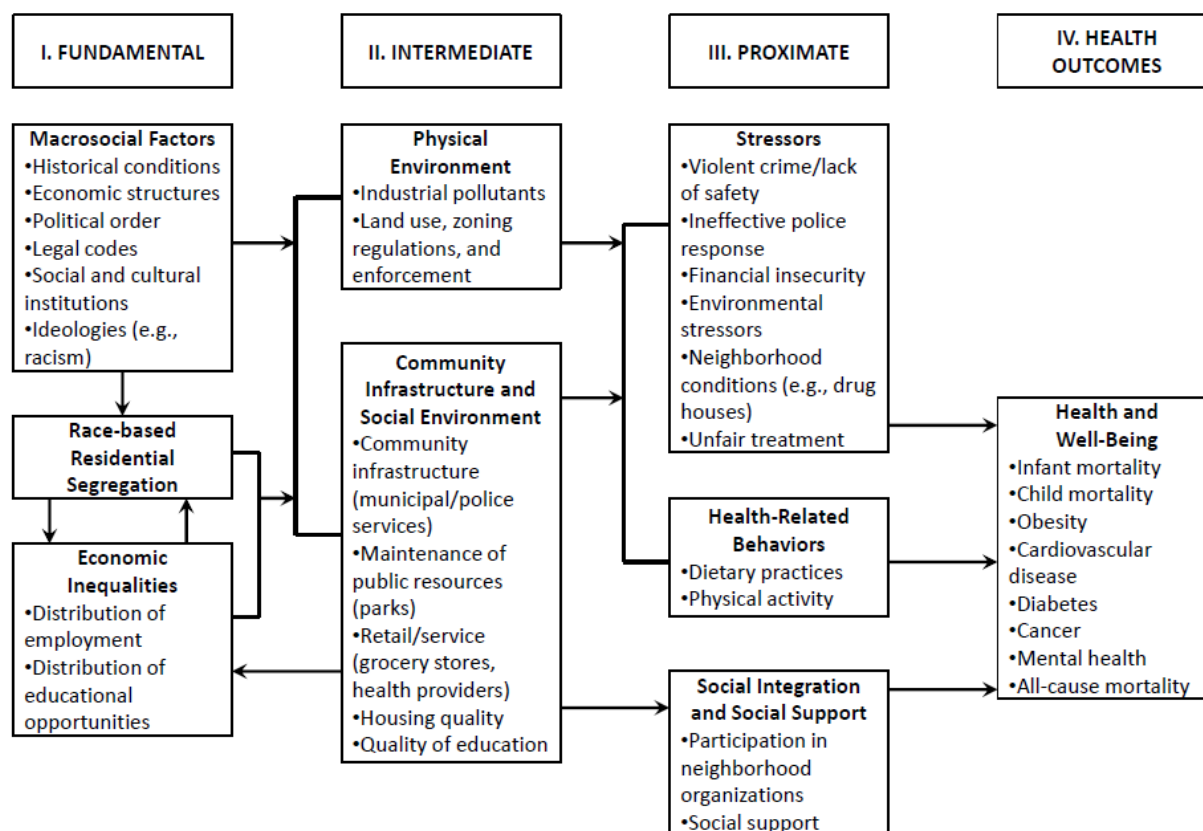 I. FUNDAMENTAL
II. INTERMEDIATE
III. PROXIMATE
IV. HEALTH
OUTCOMES
Macrosocial Factors
•Historical conditions
•Economic structures
•Political order
•Legal codes
•Social and cultural
institutions
•Ideologies (e.g.,
racism)
Race-based
Residential
Segregation
Economic
Inequalities
•Distribution of
employment
•Distribution of
educational
opportunities
Physical
Environment
•Industrial pollutants
•Land use, zoning
regulations, and
enforcement
Community
Infrastructure and
Social Environment
•Community
infrastructure
(municipal/police
services)
•Maintenance of
public resources
(parks)
•Retail/service
(grocery stores,
health providers)
•Housing quality
•Quality of education
Stressors
•Violent crime/lack
of safety
•Ineffective police
response
•Financial insecurity
•Environmental
stressors
•Neighborhood
conditions (e.g., drug
houses)
•Unfair treatment
Health-Related
Behaviors
•Dietary practices
•Physical activity
Social Integration
and Social Support
•Participation in
neighborhood
organizations
•Social support
Health and
Well-Being
•Infant mortality
•Child mortality
•Obesity
•Cardiovascular
disease
•Diabetes
•Cancer
•Mental health
•All-cause mortality